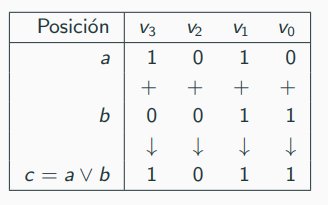 Posición v₃ v₂ v₁ v₀
a 1 0 1 0
+ + + +
b 0 0 1 1
↓ ↓ ↓ ↓
c = a ∨ b 1 0 1 1